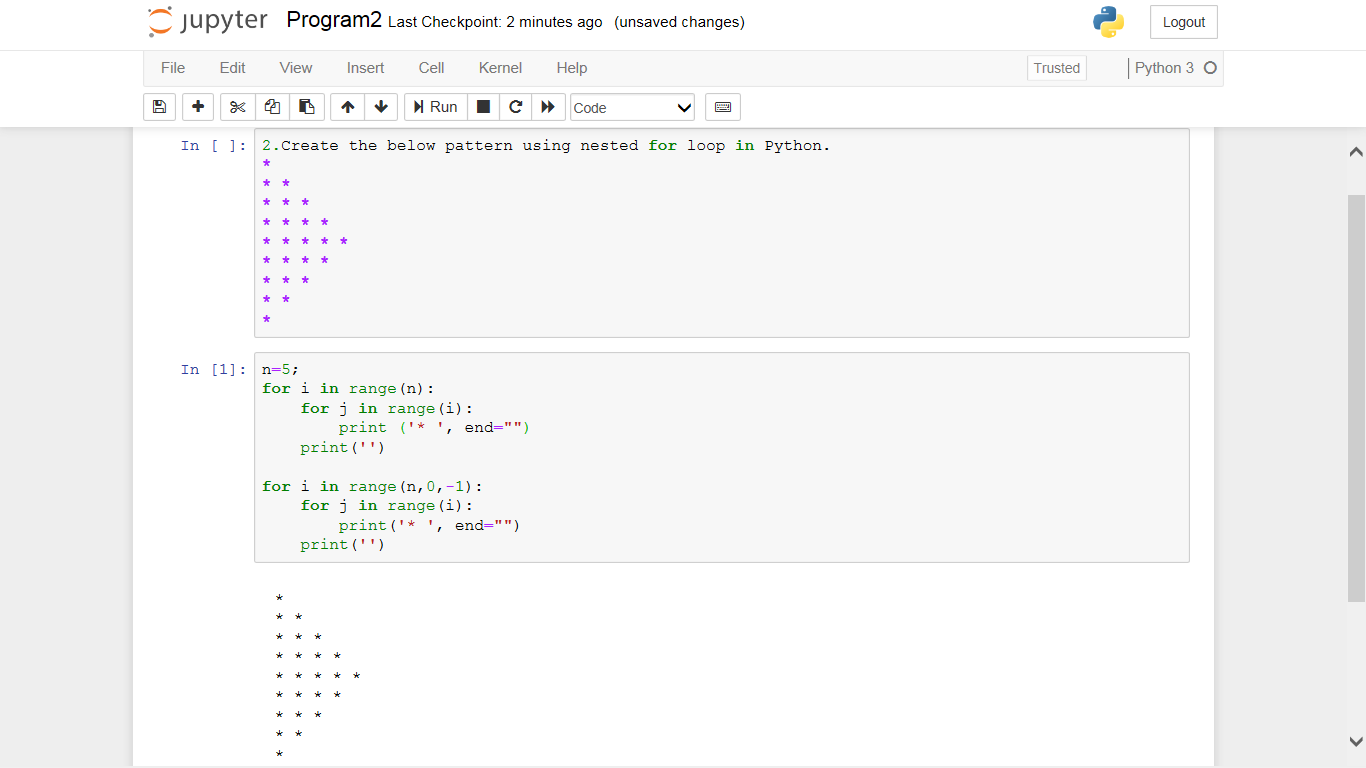 jupyter Program2 Last Checkpoint: 2 minutes ago (unsaved changes) Logout
File Edit View Insert Cell Kernel Help Trusted Python 3
Run Code
In [ ]: 2.Create the below pattern using nested for loop in Python.
*
* *
* * *
* * * *
* * * * *
* * * *
* * *
* *
*
In [1]: n=5;
for i in range(n):
    for j in range(i):
        print ('* ', end="")
    print('')
for i in range(n,0,-1):
    for j in range(i):
        print('* ', end="")
    print('')
*
* *
* * *
* * * *
* * * * *
* * * *
* * *
* *
*